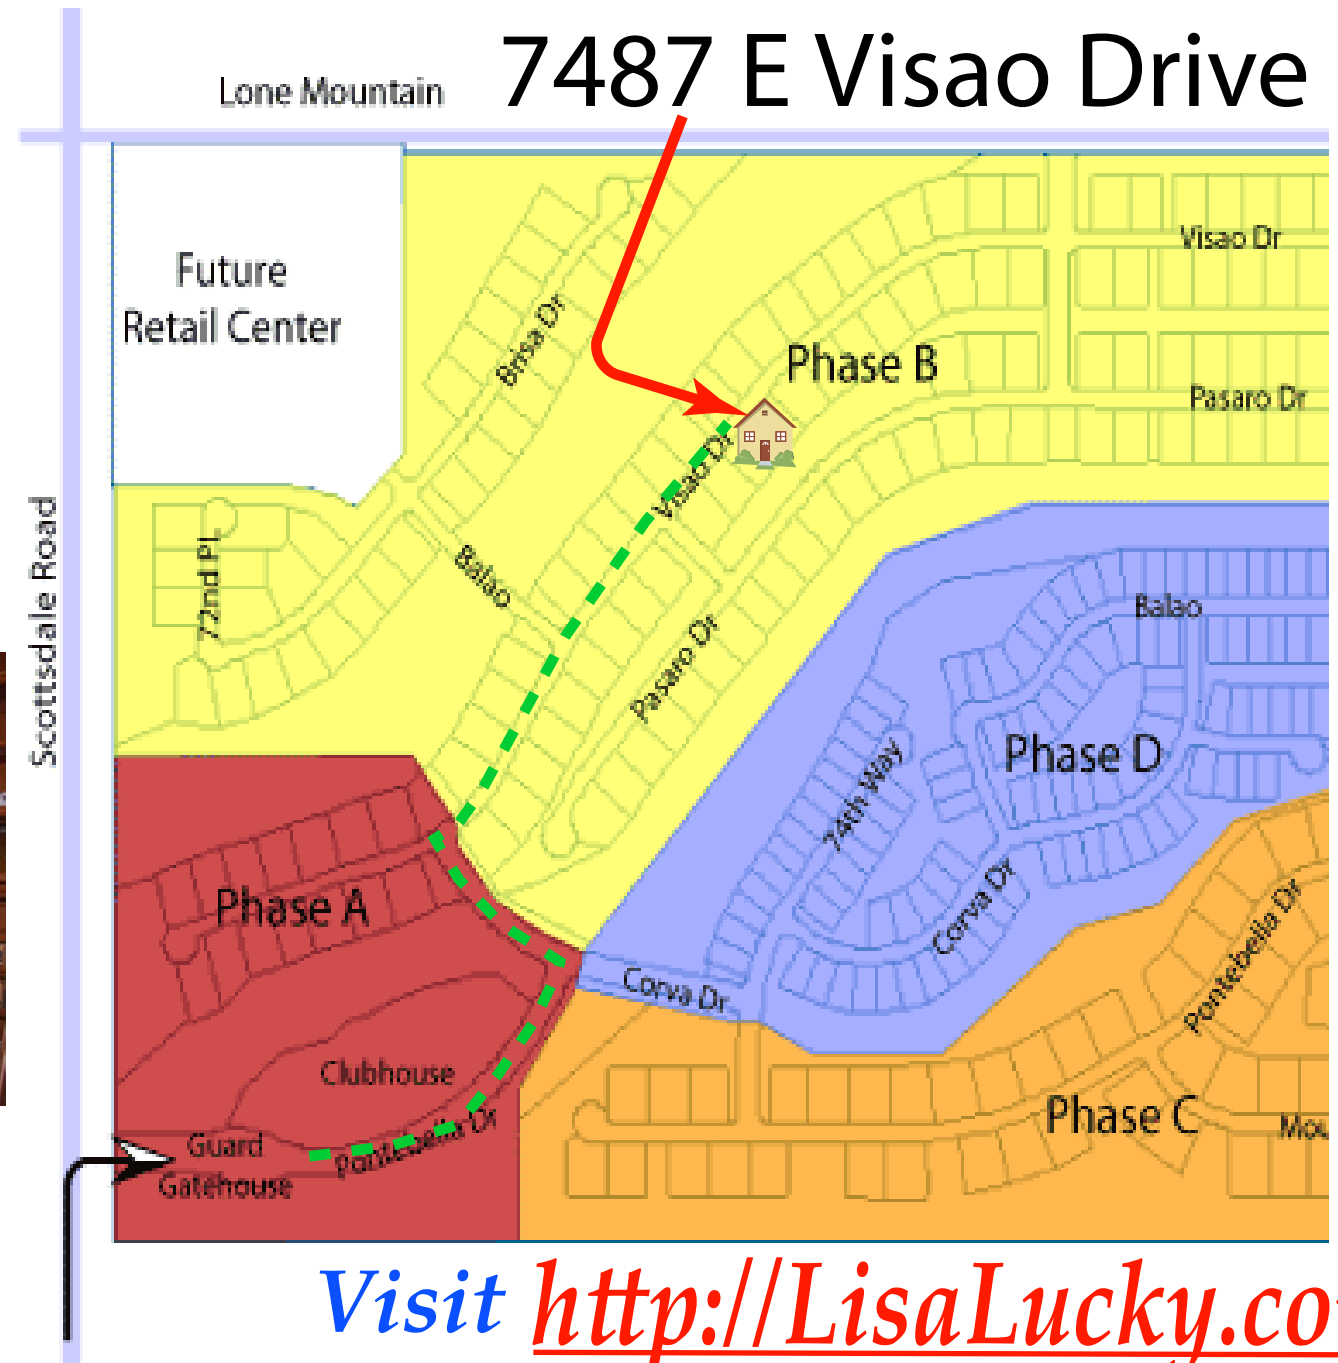 7487 E Visao Drive
Lone Mountain
Future
Retail Center
Visao Dr
Brisa Dr
Phase B
Pasaro Dr
Visao Dr
Scottsdale Road
72nd Pl
Balao
Balao
Pasaro Dr
Phase D
74th Way
Phase A
Corva Dr
Pontebella Dr
Corva Dr
Clubhouse
Phase C
Mou
Guard
Gatehouse
Pontebella Dr
Visit http://LisaLucky.co